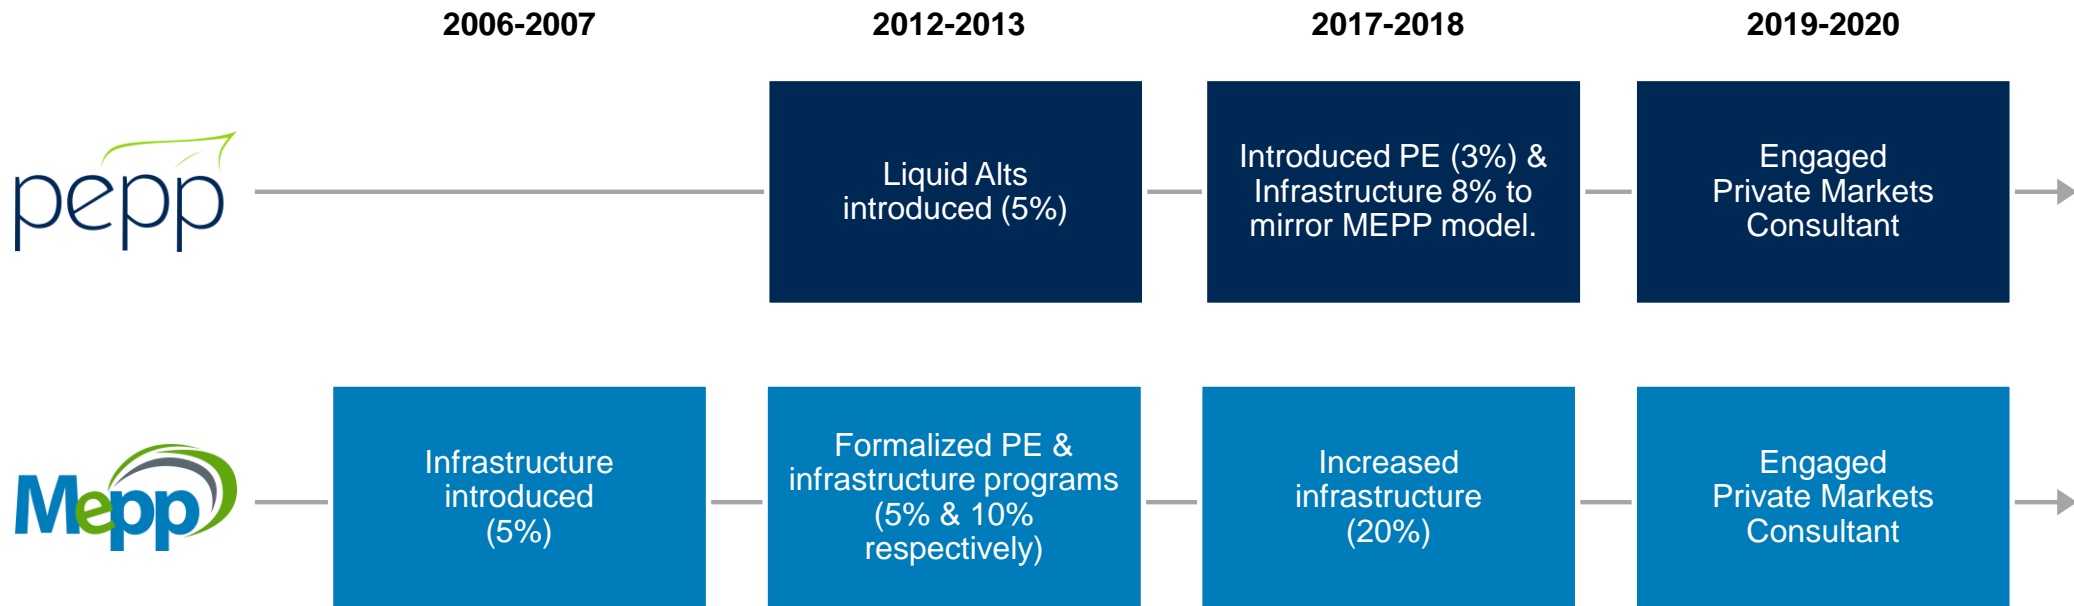 2006-2007
2012-2013
2017-2018
2019-2020
pepp
Liquid Alts
introduced (5%)
Introduced PE (3%) &
Infrastructure 8% to
mirror MEPP model.
Engaged
Private Markets
Consultant
Mepp
Infrastructure
introduced
(5%)
Formalized PE &
infrastructure programs
(5% & 10%
respectively)
Increased
infrastructure
(20%)
Engaged
Private Markets
Consultant